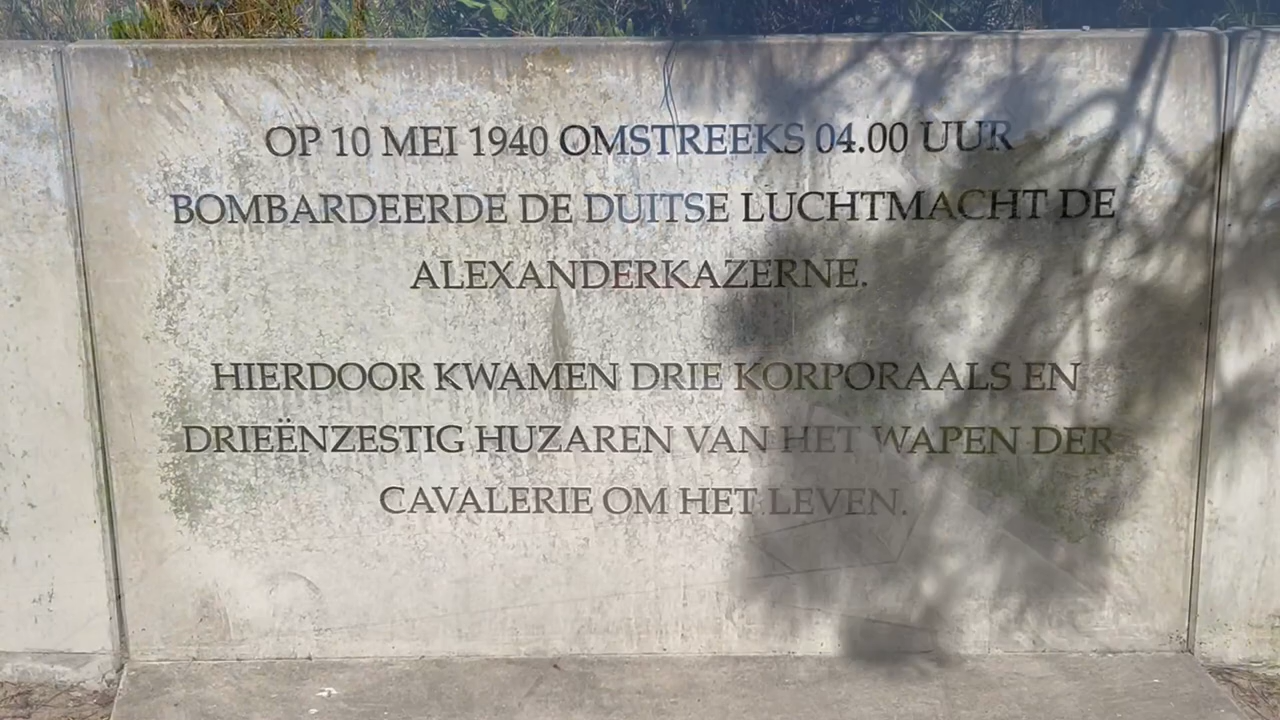 OP 10 MEI 1940 OMSTREEKS 04.00 UUR
BOMBARDEERDE DE DUITSE LUCHTMACHT DE
ALEXANDERKAZERNE.
HIERDOOR KWAMEN DRIE KORPORAALS EN
DRIEËNZESTIG HUZAREN VAN HET WAPEN DER
CAVALERIE OM HET LEVEN.